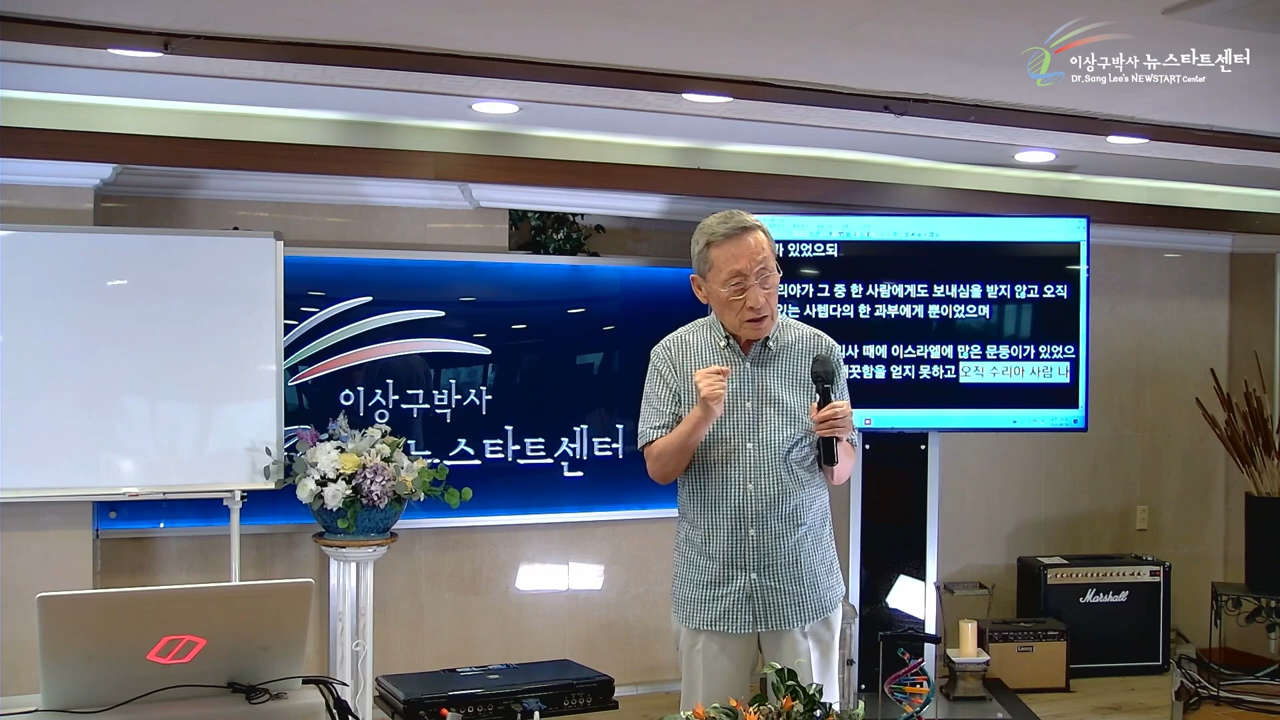 이상구박사 뉴스타트센터
Dr. Sang Lee's NEWSTART Center
가 있었으되
리야가 그 중 한 사람에게도 보내심을 받지 않고 오직
있는 사렙다의 한 과부에게 뿐이었으며
사 때에 이스라엘에 많은 문둥이가 있었으
깨끗함을 얻지 못하고 오직 수리아 사람 나
이상구박사
뉴스타트센터
Marshall
Laney